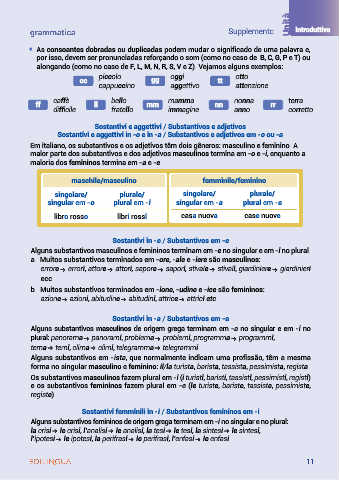 grammatica
Supplemento
Unità
Introduttiva
• As consoantes dobradas ou duplicadas podem mudar o significado de uma palavra e,
por isso, devem ser pronunciadas reforçando o som (como no caso de B, C, G, P e T) ou
alongando (como no caso de F, L, M, N, R, S, V e Z). Vejamos alguns exemplos:
cc piccolo cappuccino gg oggi aggettivo tt otto attenzione
ff caffè difficile ll bello fratello mm mamma immagine nn nonna anno rr terra corretto
Sostantivi e aggettivi / Substantivos e adjetivos
Sostantivi e aggettivi in -o e in -a / Substantivos e adjetivos em -o ou -a
Em italiano, os substantivos e os adjetivos têm dois gêneros: masculino e feminino A
maior parte dos substantivos e dos adjetivos masculinos termina em -o e -i, enquanto a
maioria dos femininos termina em -a e -e
maschile/masculino femminile/feminino
singolare/ plurale/ singolare/ plurale/
singular em -o plural em -i singular em -a plural em -e
libro rosso libri rossi casa nuova case nuove
Sostantivi in -e / Substantivos em -e
Alguns substantivos masculinos e femininos terminam em -e no singular e em -i no plural
a Muitos substantivos terminados em -ore, -ale e -iere são masculinos:
errore → errori, attore → attori, sapore → sapori, stivale → stivali, giardiniere → giardinieri
ecc
b Muitos substantivos terminados em -ione, -udine e -ice são femininos:
azione → azioni, abitudine → abitudini, attrice → attrici etc
Sostantivi in -a / Substantivos em -a
Alguns substantivos masculinos de origem grega terminam em -a no singular e em -i no
plural: panorama → panorami, problema → problemi, programma → programmi,
tema → temi, clima → climi, telegramma → telegrammi
Alguns substantivos em -ista, que normalmente indicam uma profissão, têm a mesma
forma no singular masculino e feminino: il/la turista, barista, tassista, pessimista, regista
Os substantivos masculinos fazem plural em -i (i turisti, baristi, tassisti, pessimisti, registi)
e os substantivos femininos fazem plural em -e (le turiste, bariste, tassiste, pessimiste,
registe)
Sostantivi femminili in -i / Substantivos femininos em -i
Alguns substantivos femininos de origem grega terminam em -i no singular e no plural:
la crisi → le crisi, l'analisi → le analisi, la tesi → le tesi, la sintesi → le sintesi,
l'ipotesi → le ipotesi, la perifrasi → le perifrasi, l'enfasi → le enfasi
EDILINGUA
11